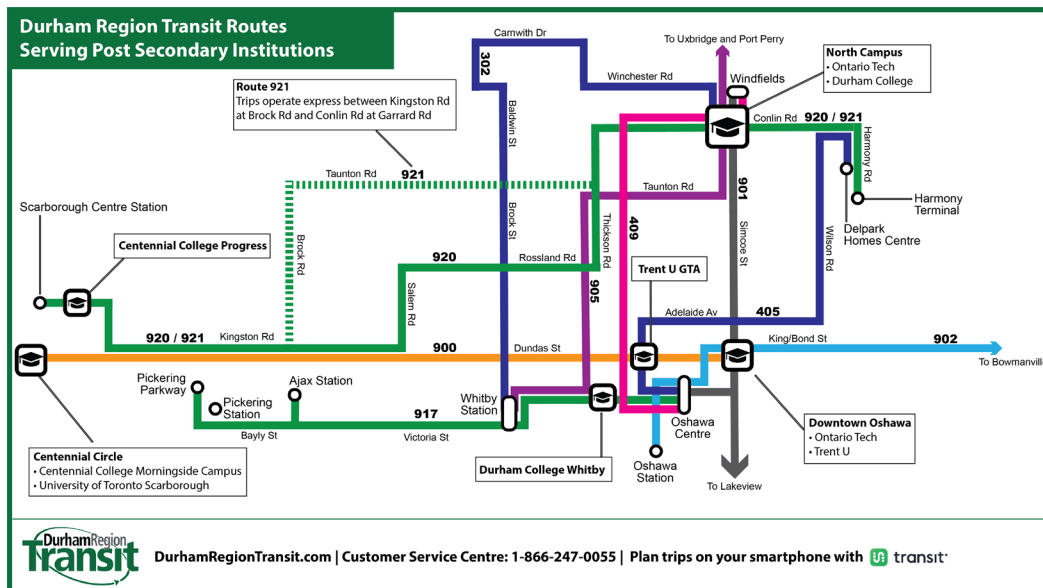 Durham Region Transit Routes
Serving Post Secondary Institutions
Carnwith Dr
302
Winchester Rd
To Uxbridge and Port Perry
Windfields
North Campus
• Ontario Tech
• Durham College
Route 921
Trips operate express between Kingston Rd
at Brock Rd and Conlin Rd at Garrard Rd
Baldwin St
Conlin Rd
920 / 921
Harmony Rd
Taunton Rd
921
Taunton Rd
901
Scarborough Centre Station
Harmony
Terminal
Centennial College Progress
Brock Rd
Brock St
Thickson Rd
409
Simcoe St
Wilson Rd
Delpark
Homes Centre
920
Rossland Rd
Trent U GTA
Salem Rd
905
Adelaide Av
405
920 / 921
Kingston Rd
900
Dundas St
King/Bond St
902
To Bowmanville
Pickering
Parkway
Ajax Station
Pickering
Station
Whitby
Station
917
Bayly St
Victoria St
Oshawa
Centre
Downtown Oshawa
• Ontario Tech
• Trent U
Centennial Circle
• Centennial College Morningside Campus
• University of Toronto Scarborough
Durham College Whitby
Oshawa
Station
To Lakeview
DurhamRegion
Transit
DurhamRegionTransit.com | Customer Service Centre: 1-866-247-0055 | Plan trips on your smartphone with transit